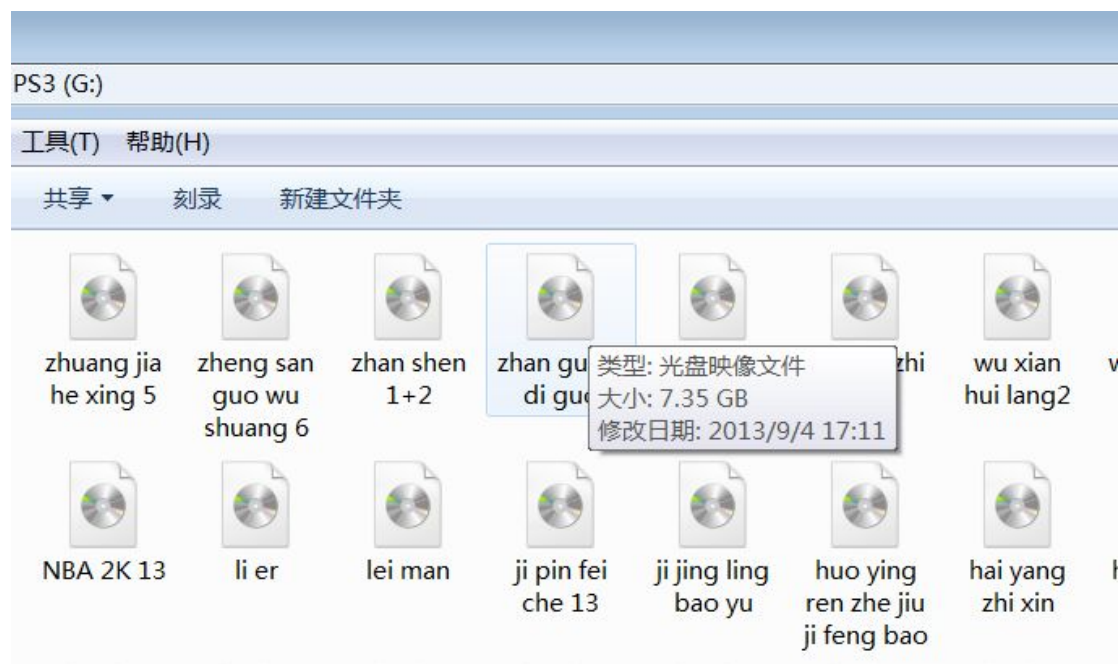 PS3 (G:)
工具(T) 帮助(H)
共享 刻录 新建文件夹
zhuang jia
he xing 5
zheng san
guo wu
shuang 6
zhan shen
1+2
zhan gu
di gu
类型: 光盘映像文件
大小: 7.35 GB
修改日期: 2013/9/4 17:11
zhi
wu xian
hui lang2
NBA 2K 13
li er
lei man
ji pin fei
che 13
ji jing ling
bao yu
huo ying
ren zhe jiu
ji feng bao
hai yang
zhi xin